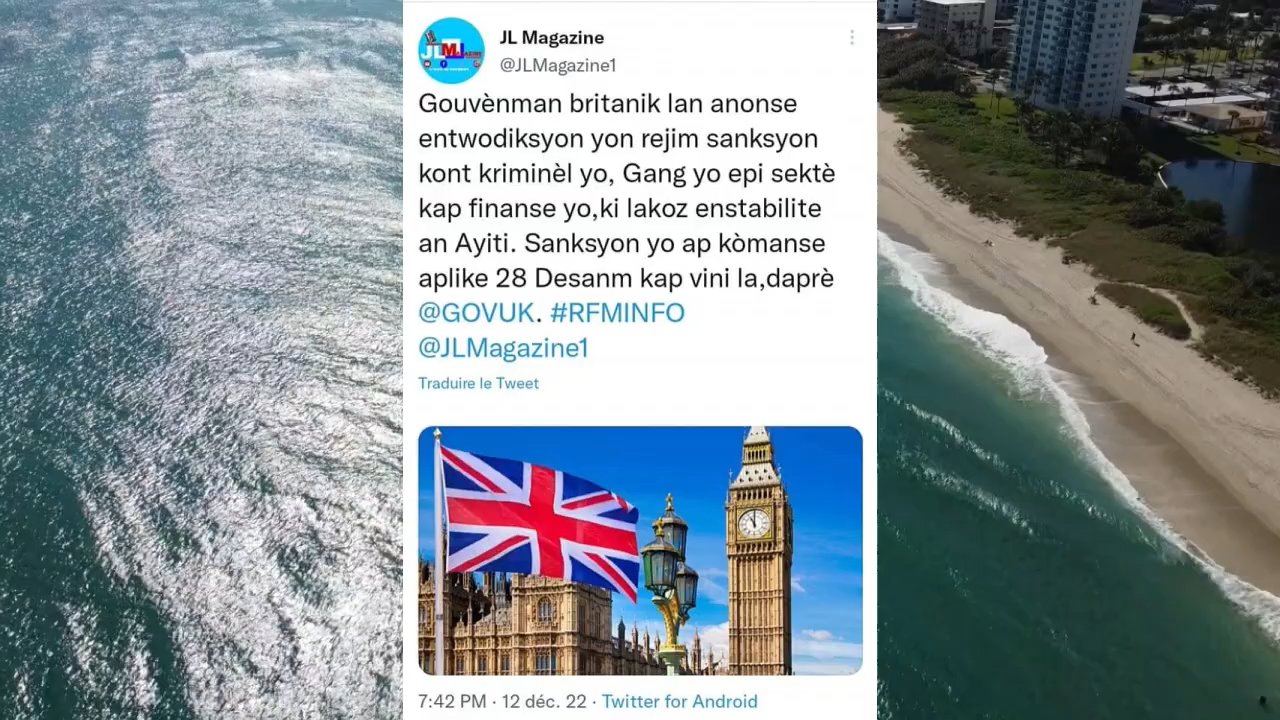 JL Magazine
@JLMagazine1
Gouvènman britanik lan anonse
entwodiksyon yon rejim sanksyon
kont kriminèl yo, Gang yo epi sektè
kap finanse yo,ki lakoz enstabilite
an Ayiti. Sanksyon yo ap kòmanse
aplike 28 Desanm kap vini la,daprè
@GOVUK. #RFMINFO
@JLMagazine1
Traduire le Tweet
7:42 PM · 12 déc. 22 · Twitter for Android